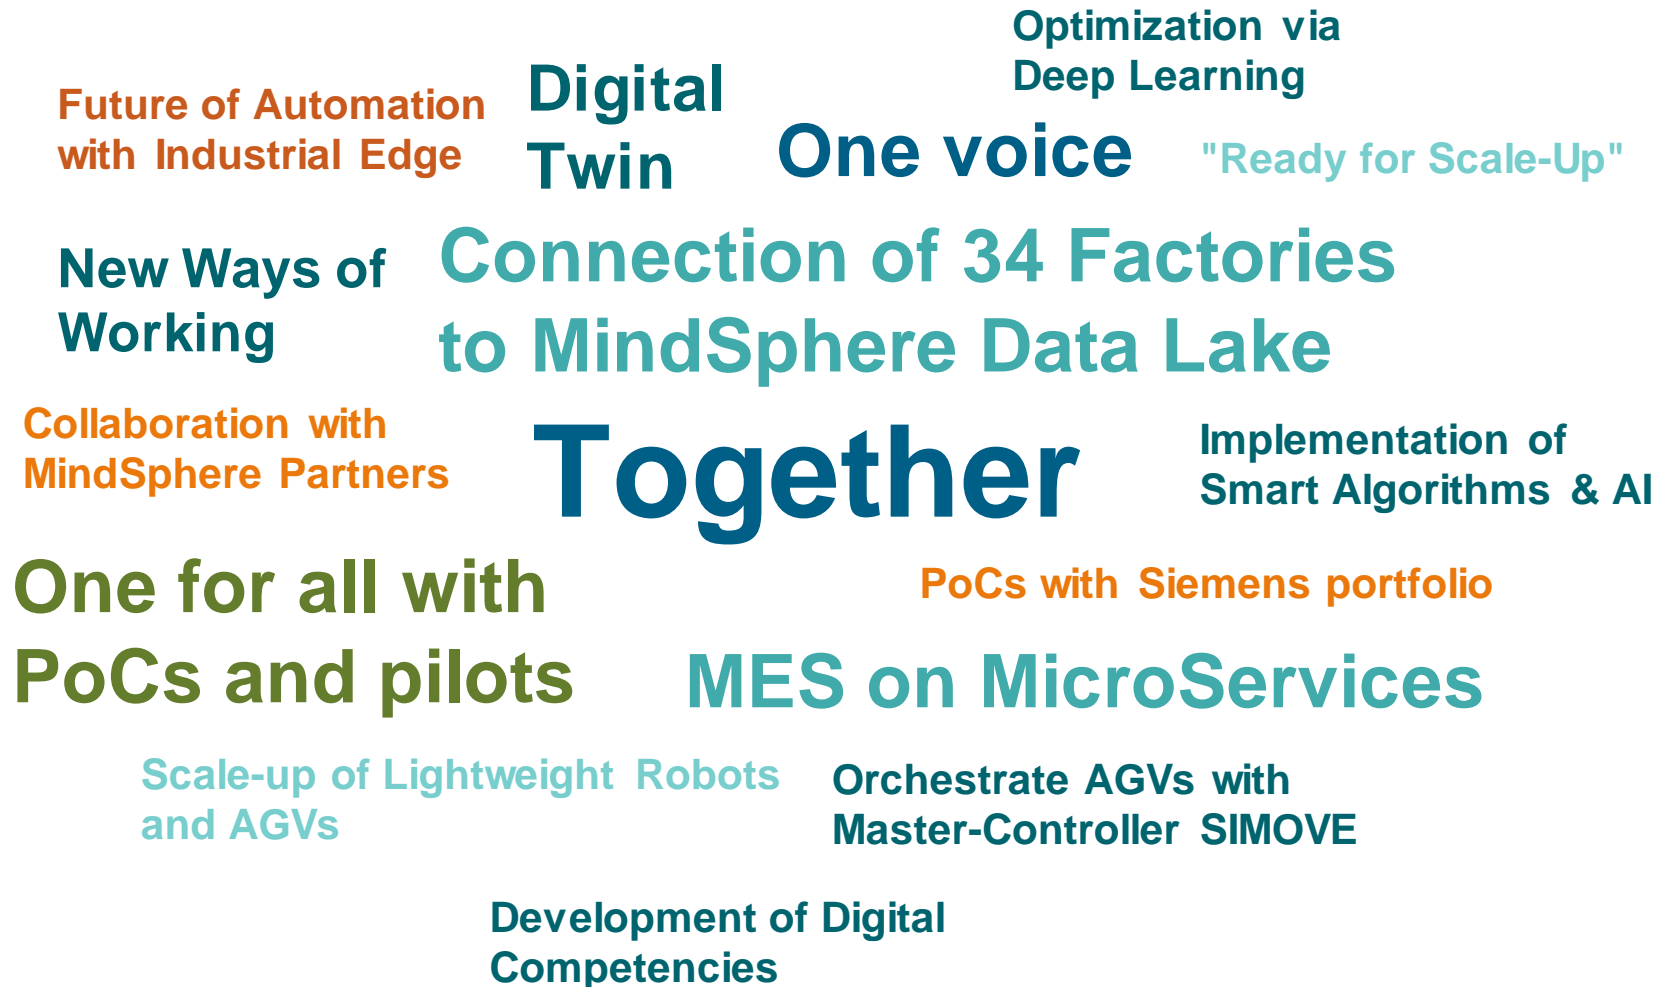 Optimization via
Deep Learning
Future of Automation
with Industrial Edge
Digital
Twin
One voice
"Ready for Scale-Up"
New Ways of
Working
Connection of 34 Factories
to MindSphere Data Lake
Collaboration with
MindSphere Partners
Together
Implementation of
Smart Algorithms & AI
One for all with
PoCs and pilots
PoCs with Siemens portfolio
MES on MicroServices
Scale-up of Lightweight Robots
and AGVs
Orchestrate AGVs with
Master-Controller SIMOVE
Development of Digital
Competencies